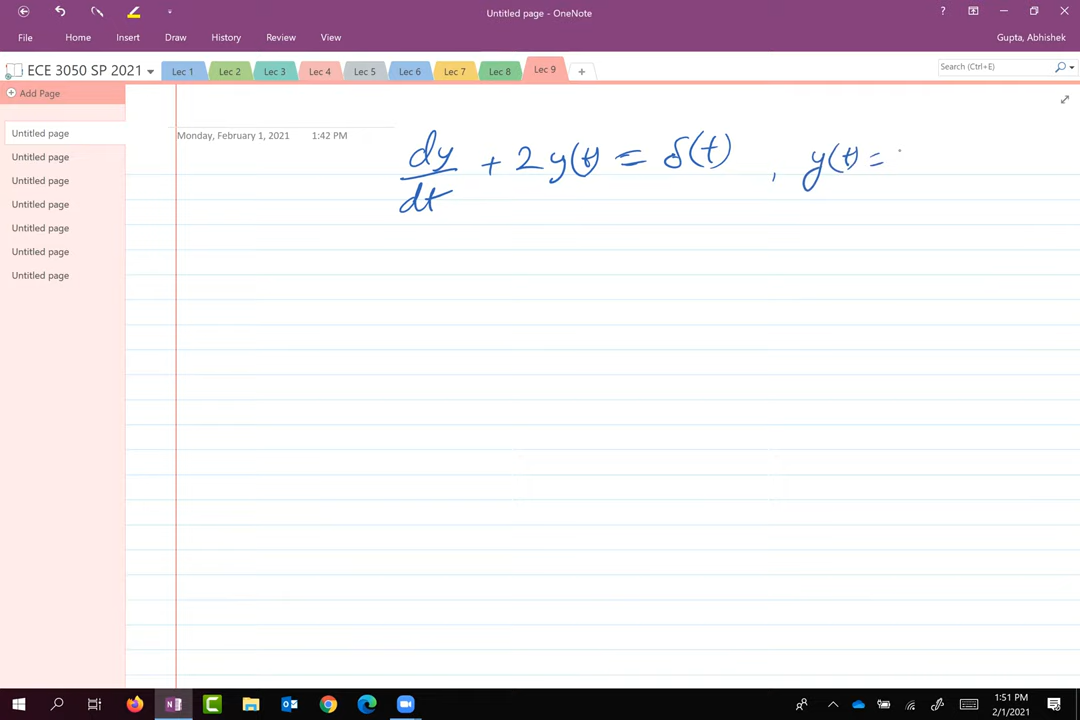 Untitled page - OneNote
File Home Insert Draw History Review View
Gupta, Abhishek
ECE 3050 SP 2021
Lec 1 Lec 2 Lec 3 Lec 4 Lec 5 Lec 6 Lec 7 Lec 8 Lec 9
Search (Ctrl+E)
Add Page
Untitled page
Untitled page
Untitled page
Untitled page
Untitled page
Untitled page
Untitled page
Monday, February 1, 2021 1:42 PM
dy/dt + 2y(t) = δ(t) , y(t) =
1:51 PM
2/1/2021